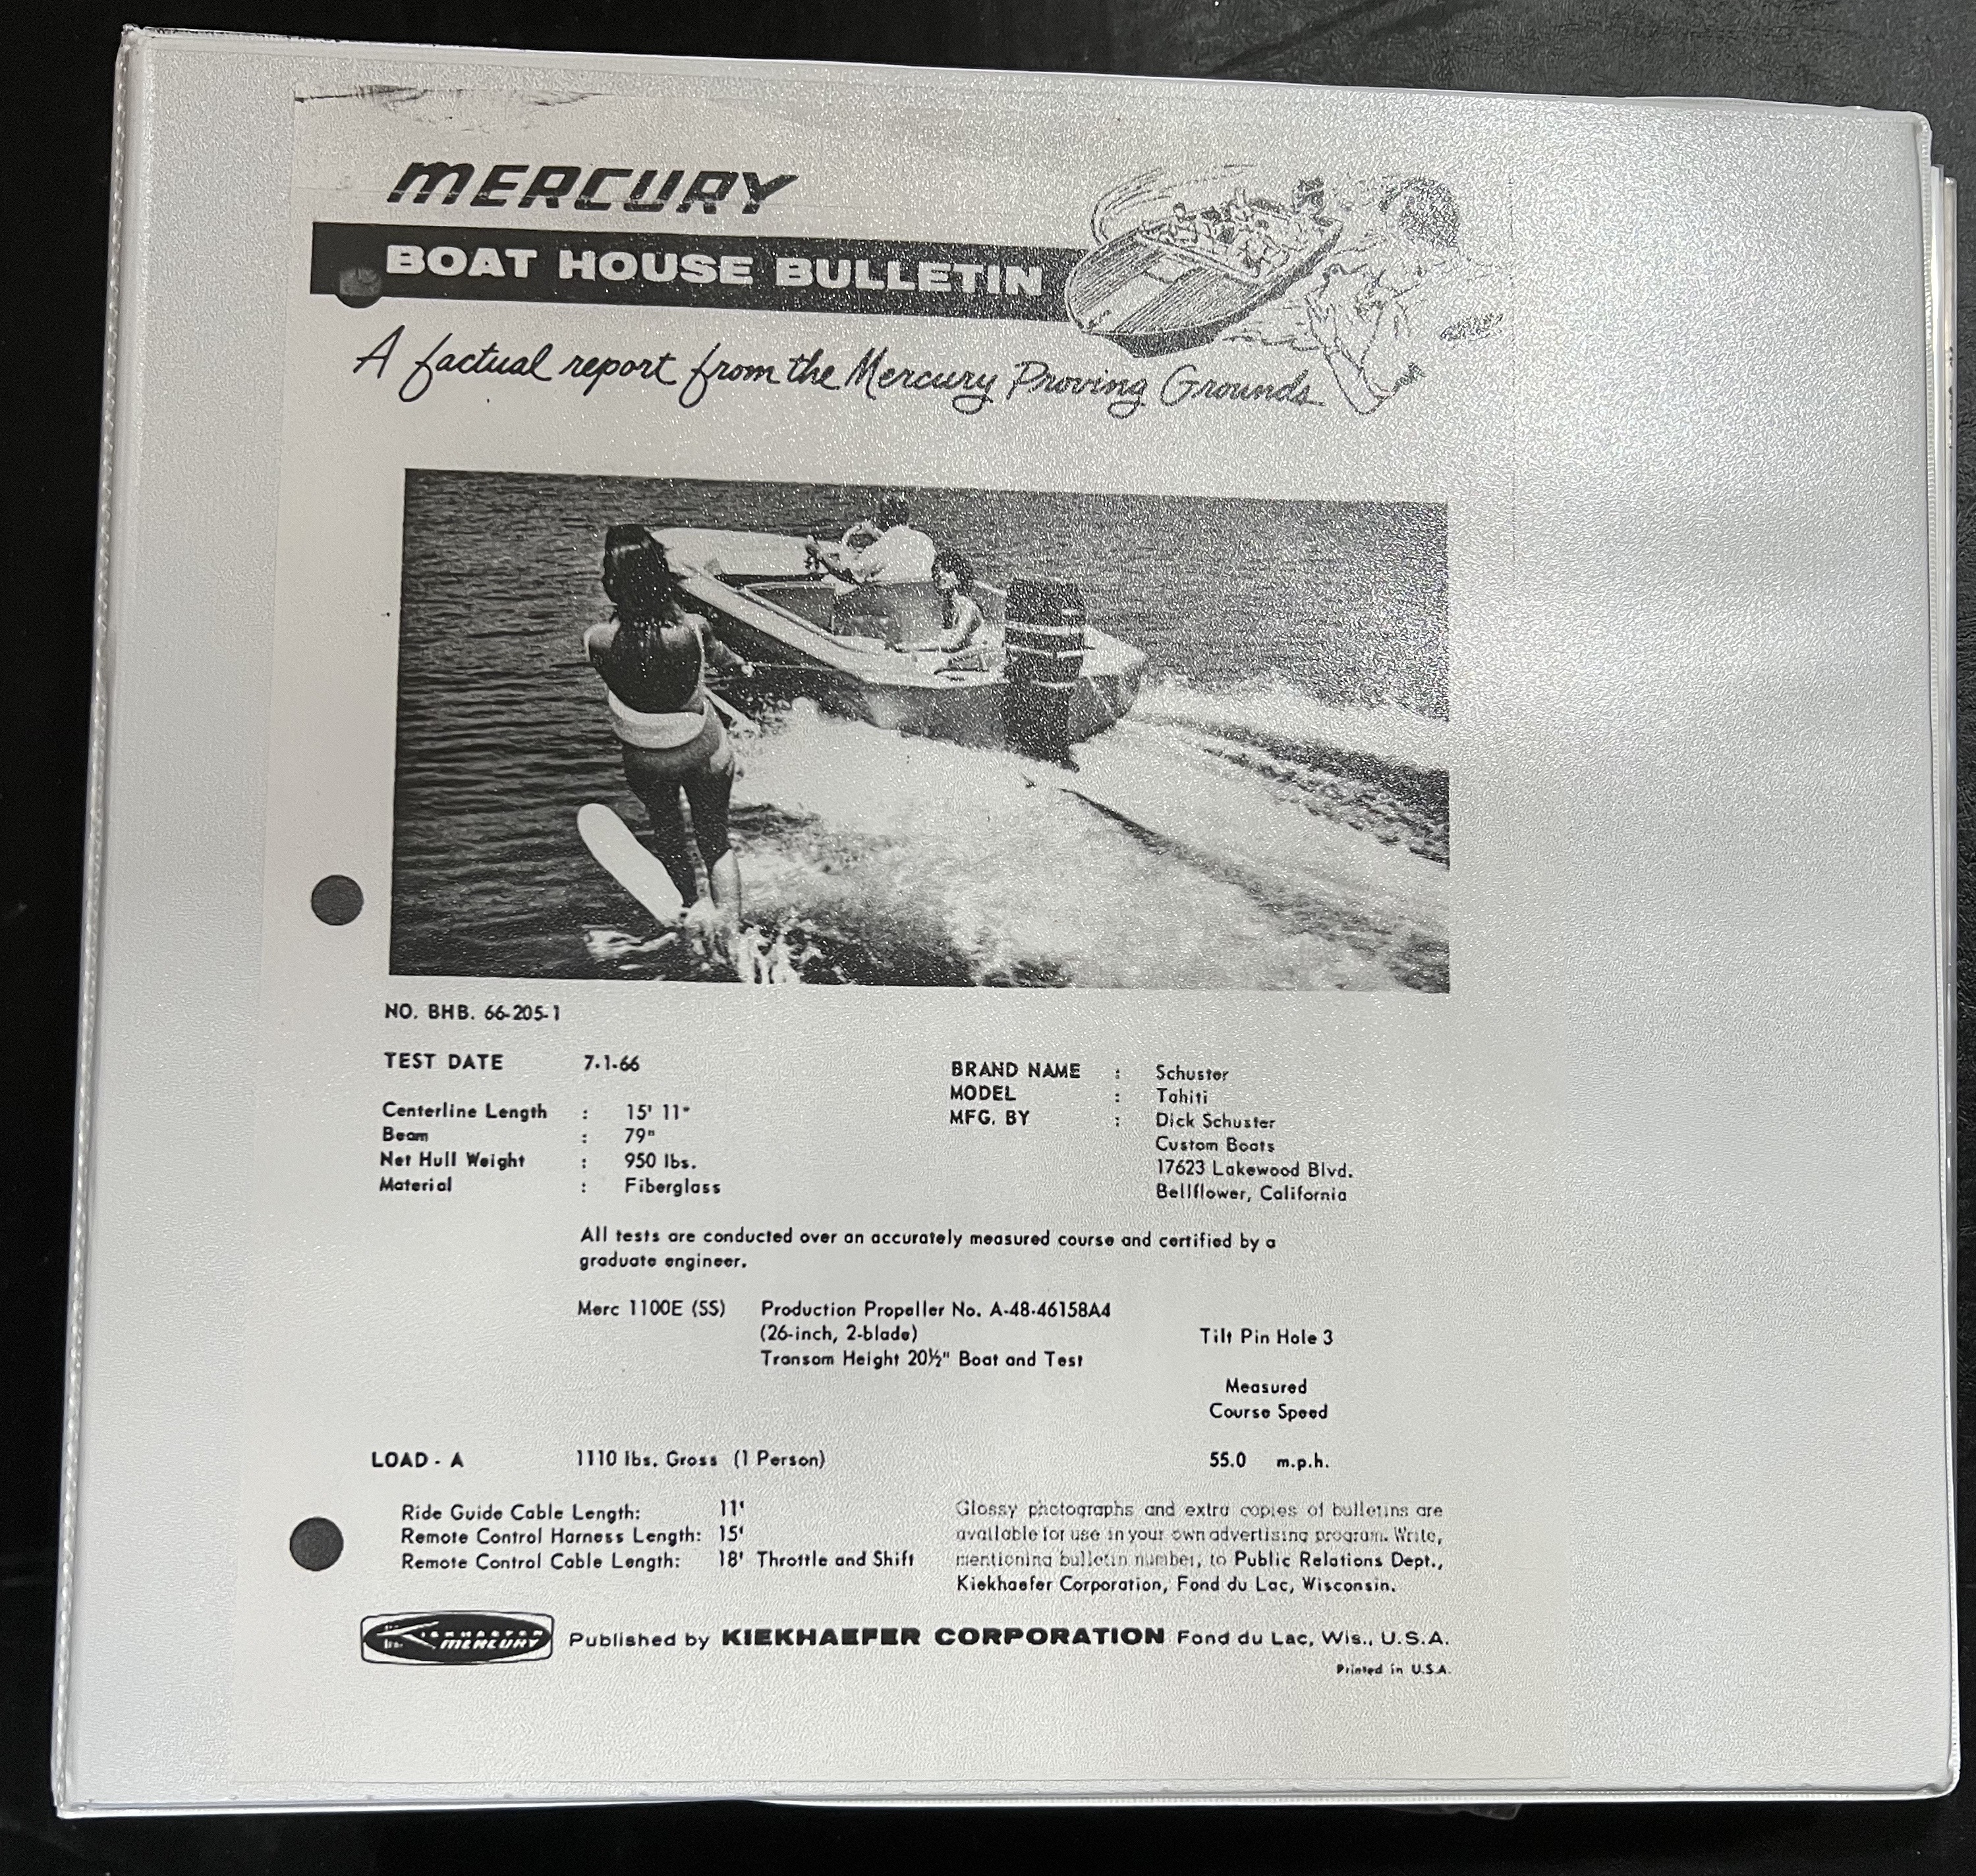 MERCURY
BOAT HOUSE BULLETIN
A factual report from the Mercury Proving Grounds
NO. BHB. 66-205-1
TEST DATE 7-1-66
Centerline Length : 15' 11"
Beam : 79"
Net Hull Weight : 950 lbs.
Material : Fiberglass
BRAND NAME : Schuster
MODEL : Tahiti
MFG. BY : Dick Schuster
Custom Boats
17623 Lakewood Blvd.
Bellflower, California
All tests are conducted over an accurately measured course and certified by a
graduate engineer.
Merc 1100E (SS) Production Propeller No. A-48-46158A4
(26-inch, 2-blade) Tilt Pin Hole 3
Transom Height 20½" Boat and Test
Measured
Course Speed
LOAD - A 1110 lbs. Gross (1 Person) 55.0 m.p.h.
Ride Guide Cable Length: 11'
Remote Control Harness Length: 15'
Remote Control Cable Length: 18' Throttle and Shift
Glossy photographs and extra copies of bulletins are
available for use in your own advertising program. Write,
mentioning bulletin number, to Public Relations Dept.,
Kiekhaefer Corporation, Fond du Lac, Wisconsin.
KIEKHAEFER
MERCURY
Published by KIEKHAEFER CORPORATION Fond du Lac, Wis., U.S.A.
Printed in U.S.A.